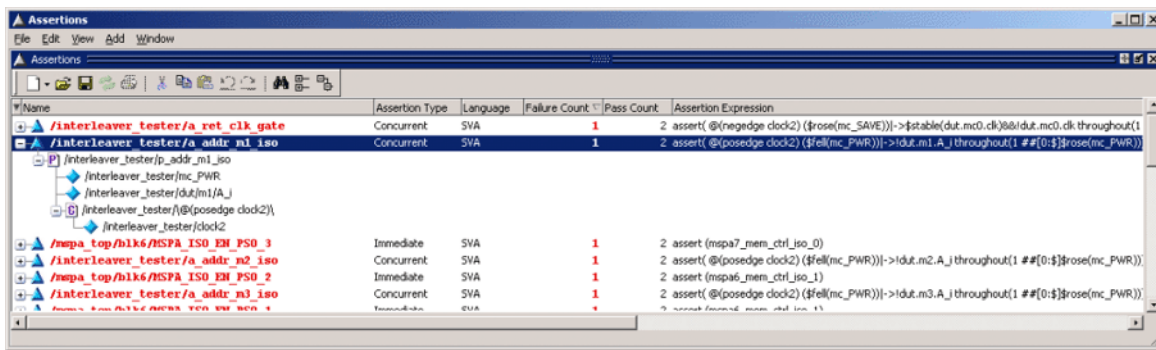 Assertions
File Edit View Add Window
Assertions
Name Assertion Type Language Failure Count Pass Count Assertion Expression
/interleaver_tester/a_ret_clk_gate Concurrent SVA 1 2 assert( @(negedge clock2) ($rose(mc_SAVE))|->$stable(dut.mc0.clk)&&!dut.mc0.clk throughout(1
/interleaver_tester/a_addr_m1_iso Concurrent SVA 1 2 assert( @(posedge clock2) ($fell(mc_PWR))|->!dut.m1.A_i throughout(1 ##[0:$]$rose(mc_PWR))
P /interleaver_tester/p_addr_m1_iso
/interleaver_tester/mc_PWR
/interleaver_tester/dut/m1/A_i
C /interleaver_tester/\@(posedge clock2)\
/interleaver_tester/clock2
/mspa_top/blk6/MSPA_ISO_EN_PSO_3 Immediate SVA 1 2 assert (mspa7_mem_ctrl_iso_0)
/interleaver_tester/a_addr_m2_iso Concurrent SVA 1 2 assert( @(posedge clock2) ($fell(mc_PWR))|->!dut.m2.A_i throughout(1 ##[0:$]$rose(mc_PWR))
/mspa_top/blk6/MSPA_ISO_EN_PSO_2 Immediate SVA 1 2 assert (mspa6_mem_ctrl_iso_1)
/interleaver_tester/a_addr_m3_iso Concurrent SVA 1 2 assert( @(posedge clock2) ($fell(mc_PWR))|->!dut.m3.A_i throughout(1 ##[0:$]$rose(mc_PWR))